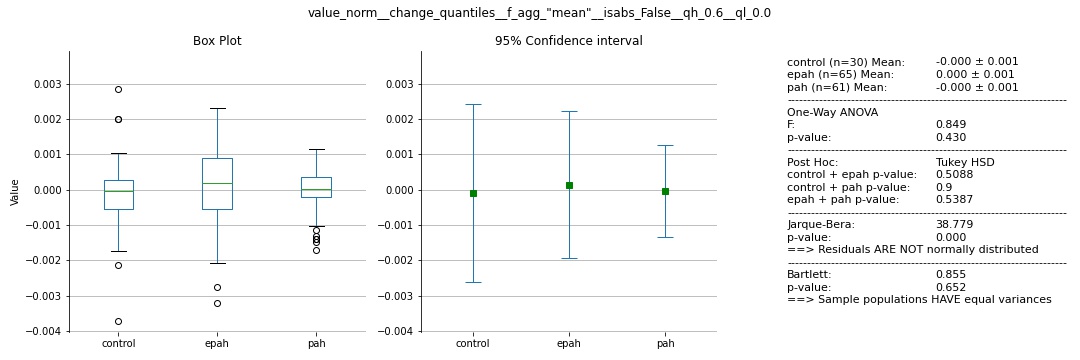 value_norm__change_quantiles__f_agg_"mean"__isabs_False__qh_0.6__ql_0.0
Box Plot
Value
0.003
0.002
0.001
0.000
−0.001
−0.002
−0.003
−0.004
control
epah
pah
95% Confidence interval
0.003
0.002
0.001
0.000
−0.001
−0.002
−0.003
−0.004
control
epah
pah
control (n=30) Mean: -0.000 ± 0.001
epah (n=65) Mean: 0.000 ± 0.001
pah (n=61) Mean: -0.000 ± 0.001
One-Way ANOVA
F: 0.849
p-value: 0.430
Post Hoc: Tukey HSD
control + epah p-value: 0.5088
control + pah p-value: 0.9
epah + pah p-value: 0.5387
Jarque-Bera: 38.779
p-value: 0.000
==> Residuals ARE NOT normally distributed
Bartlett: 0.855
p-value: 0.652
==> Sample populations HAVE equal variances